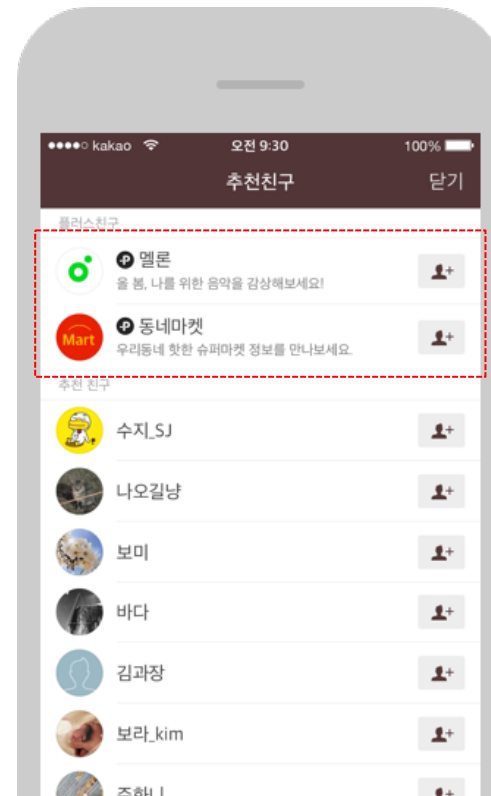 kakao 오전 9:30 100%
추천친구 닫기
플러스친구
멜론
올 봄, 나를 위한 음악을 감상해보세요!
Mart
동네마켓
우리동네 핫한 슈퍼마켓 정보를 만나보세요.
추천 친구
수지_SJ
나오길냥
보미
바다
김과장
보라_kim